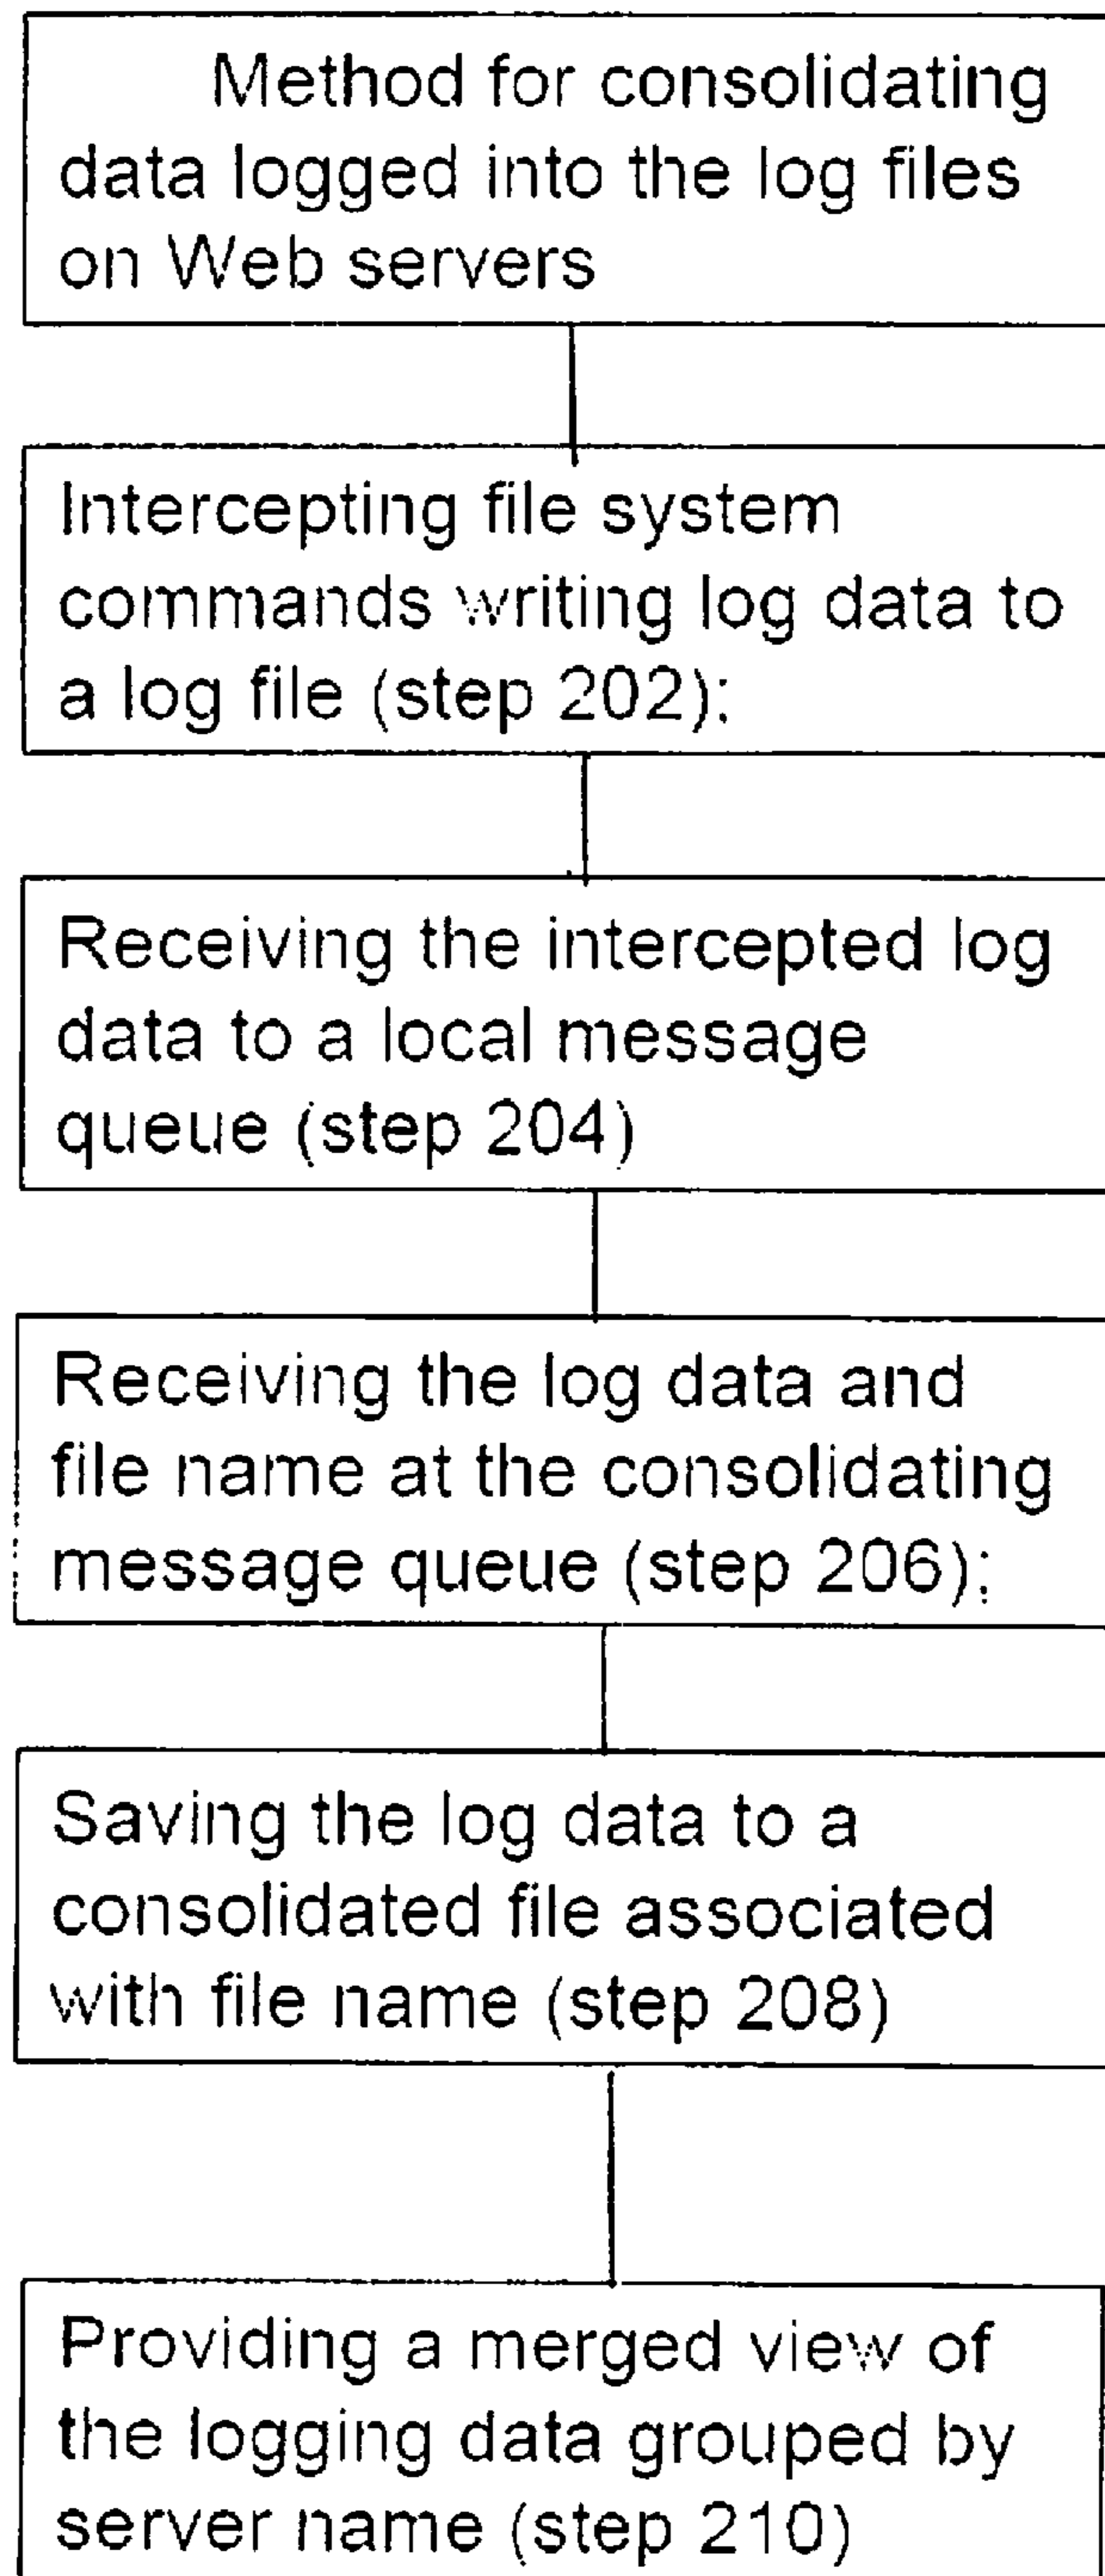 Method for consolidating
data logged into the log files
on Web servers
Intercepting file system
commands writing log data to
a log file (step 202);
Receiving the intercepted log
data to a local message
queue (step 204)
Receiving the log data and
file name at the consolidating
message queue (step 206);
Saving the log data to a
consolidated file associated
with file name (step 208)
Providing a merged view of
the logging data grouped by
server name (step 210)